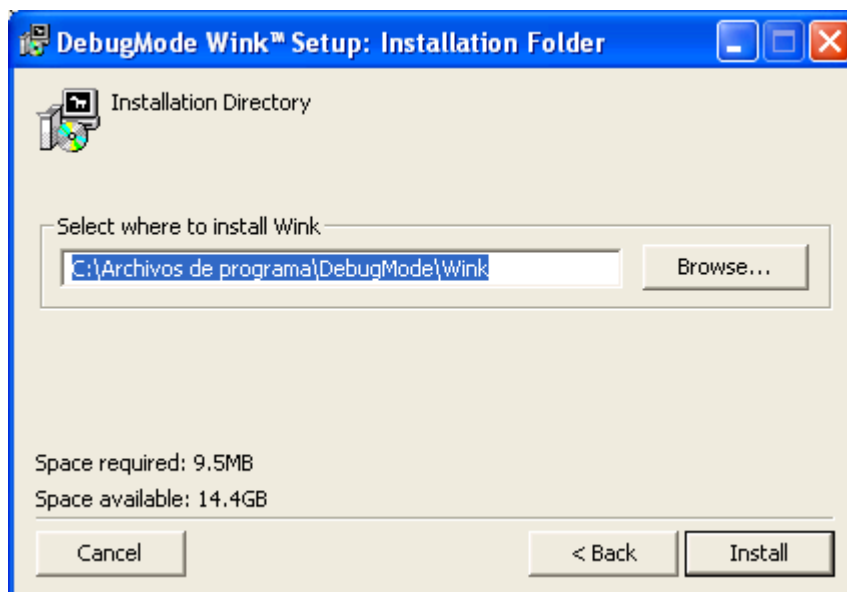 DebugMode Wink™ Setup: Installation Folder
Installation Directory
Select where to install Wink
C:\Archivos de programa\DebugMode\Wink
Browse...
Space required: 9.5MB
Space available: 14.4GB
Cancel
< Back
Install